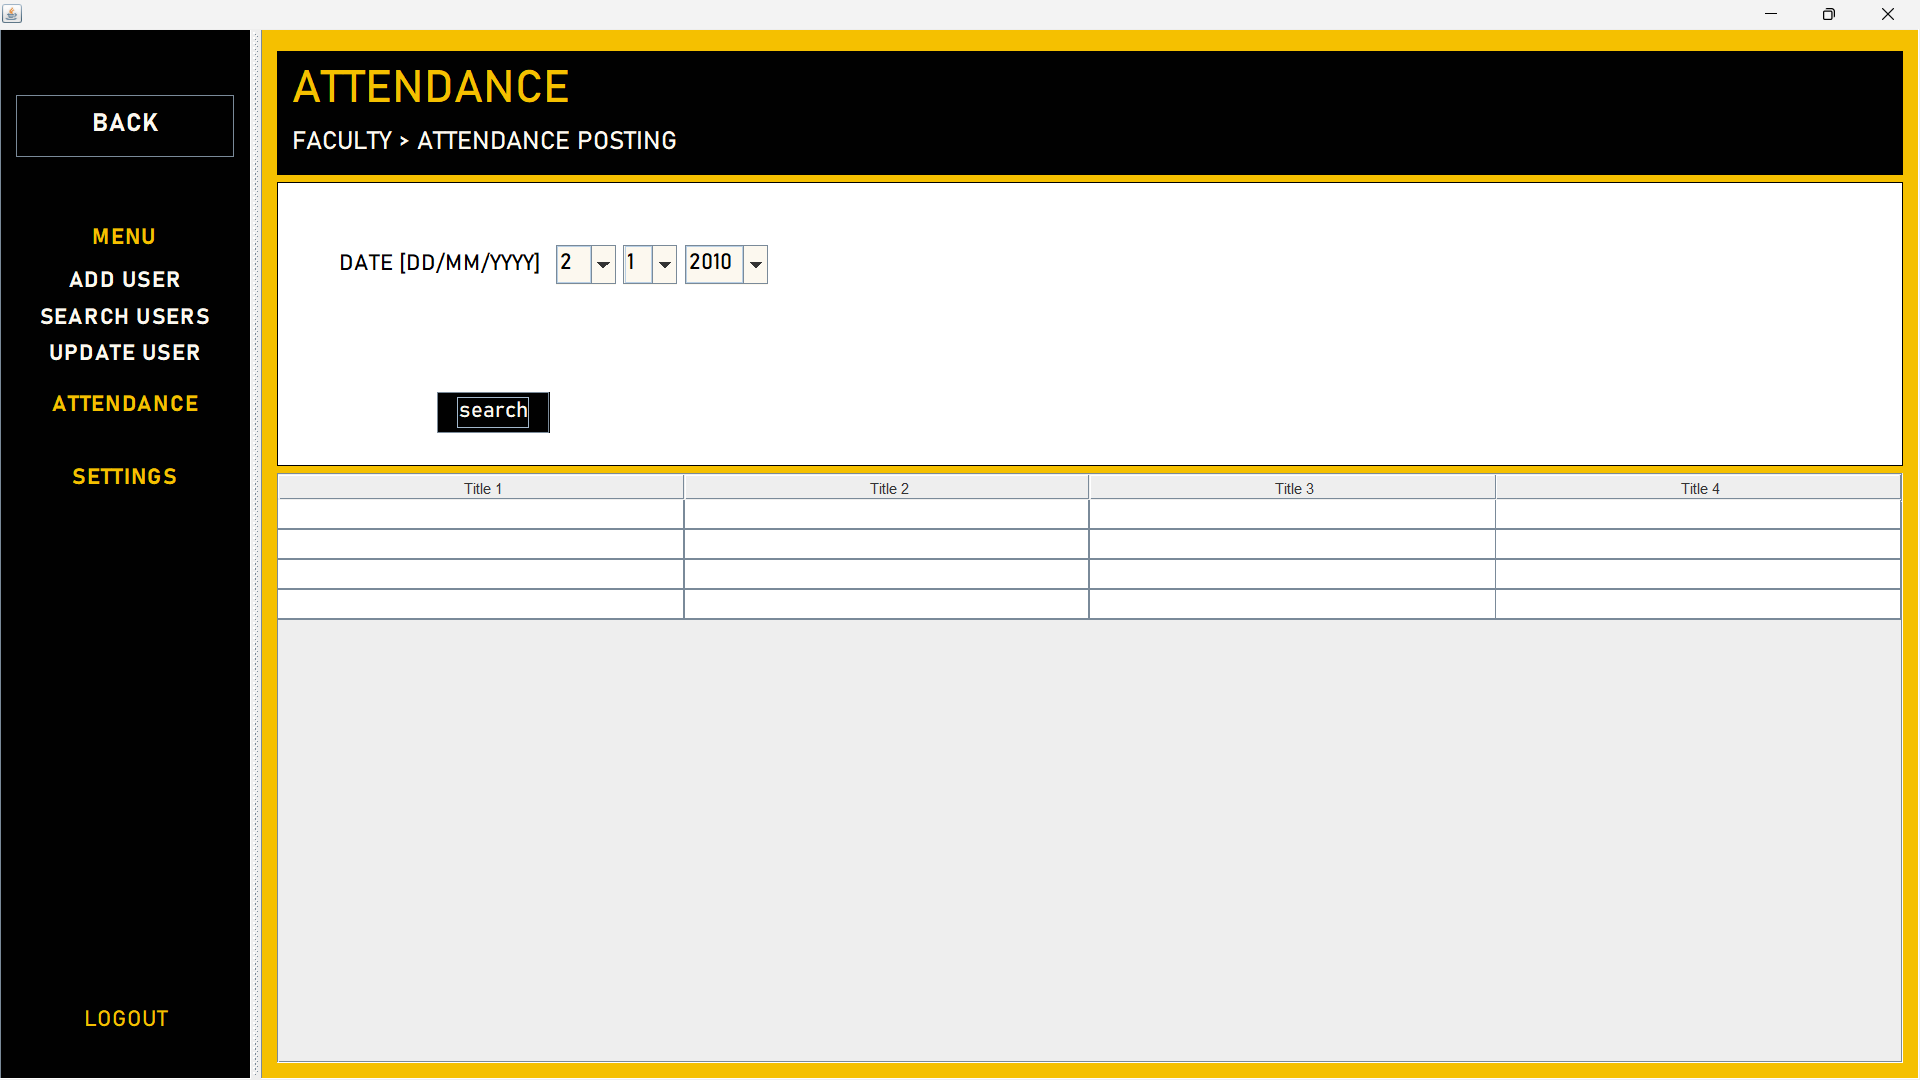 BACK
MENU
ADD USER
SEARCH USERS
UPDATE USER
ATTENDANCE
SETTINGS
LOGOUT
ATTENDANCE
FACULTY > ATTENDANCE POSTING
DATE [DD/MM/YYYY] 2 1 2010
search
Title 1 Title 2 Title 3 Title 4